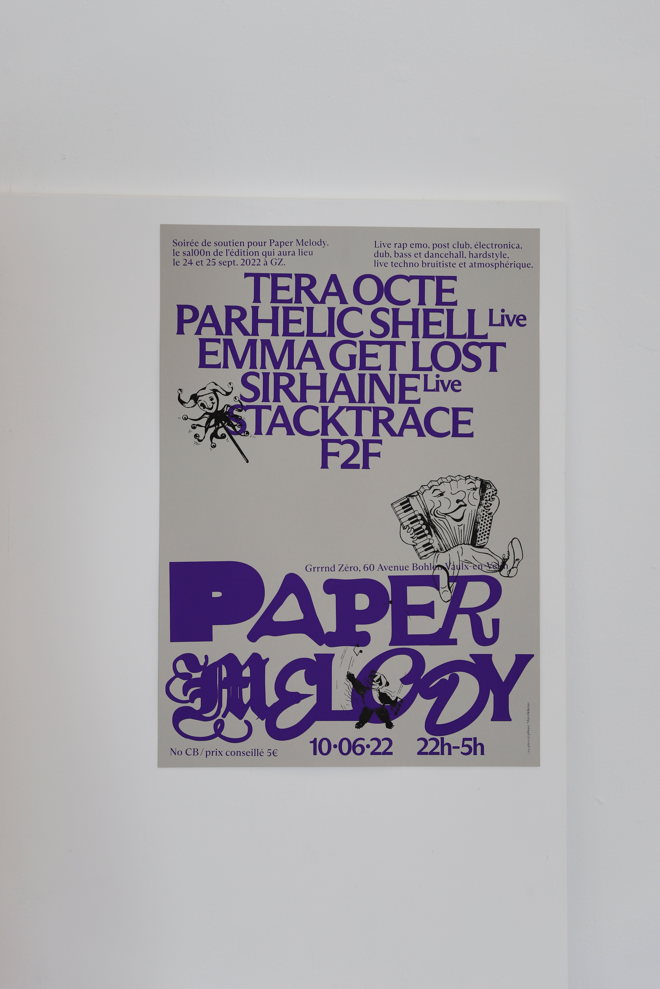 Soirée de soutien pour Paper Melody.
le sal00n de l'édition qui aura lieu
le 24 et 25 sept. 2022 à GZ.
Live rap emo, post club, électronica,
dub, bass et dancehall, hardstyle,
live techno bruitiste et atmosphérique.
TERA OCTE
PARHELIC SHELL Live
EMMA GET LOST
SIRHAINE Live
STACKTRACE
F2F
Grrrnd Zéro, 60 Avenue Bohlen Vaulx-en-Velin
PAPER
MELODY
No CB / prix conseillé 5€
10·06·22 22h-5h